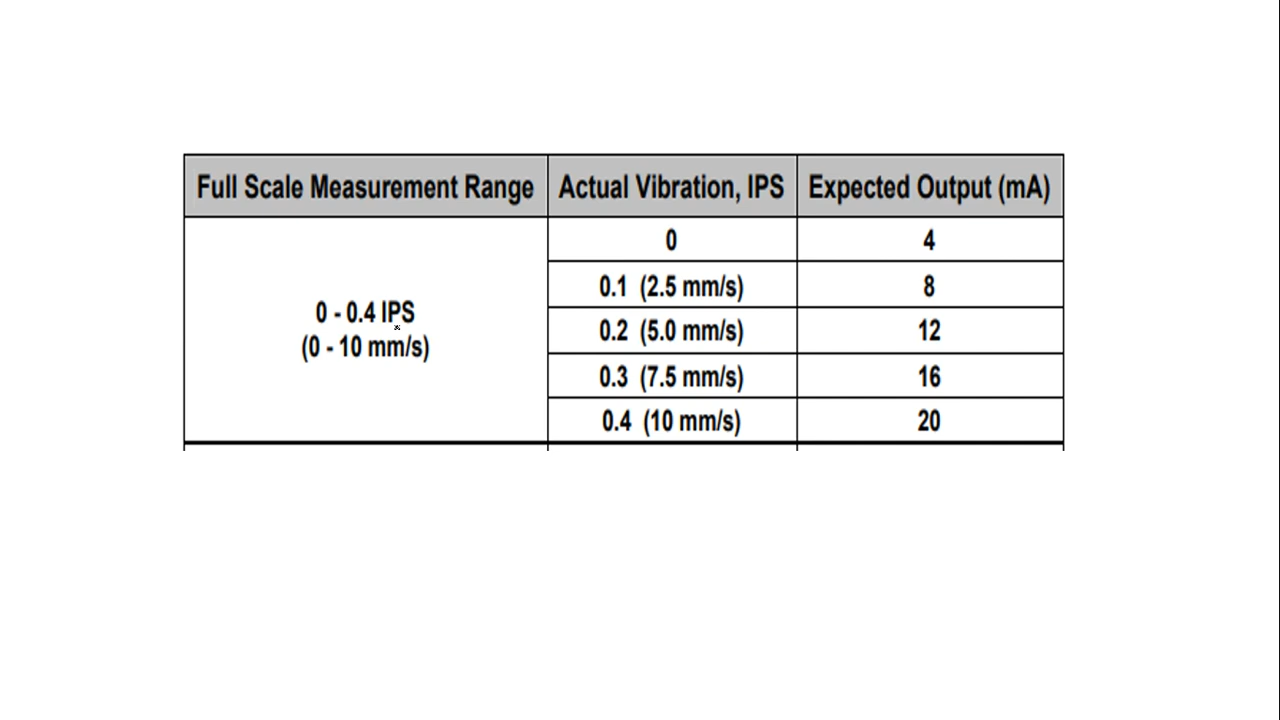 Full Scale Measurement Range Actual Vibration, IPS Expected Output (mA)
0 - 0.4 IPS
(0 - 10 mm/s)
0 4
0.1 (2.5 mm/s) 8
0.2 (5.0 mm/s) 12
0.3 (7.5 mm/s) 16
0.4 (10 mm/s) 20